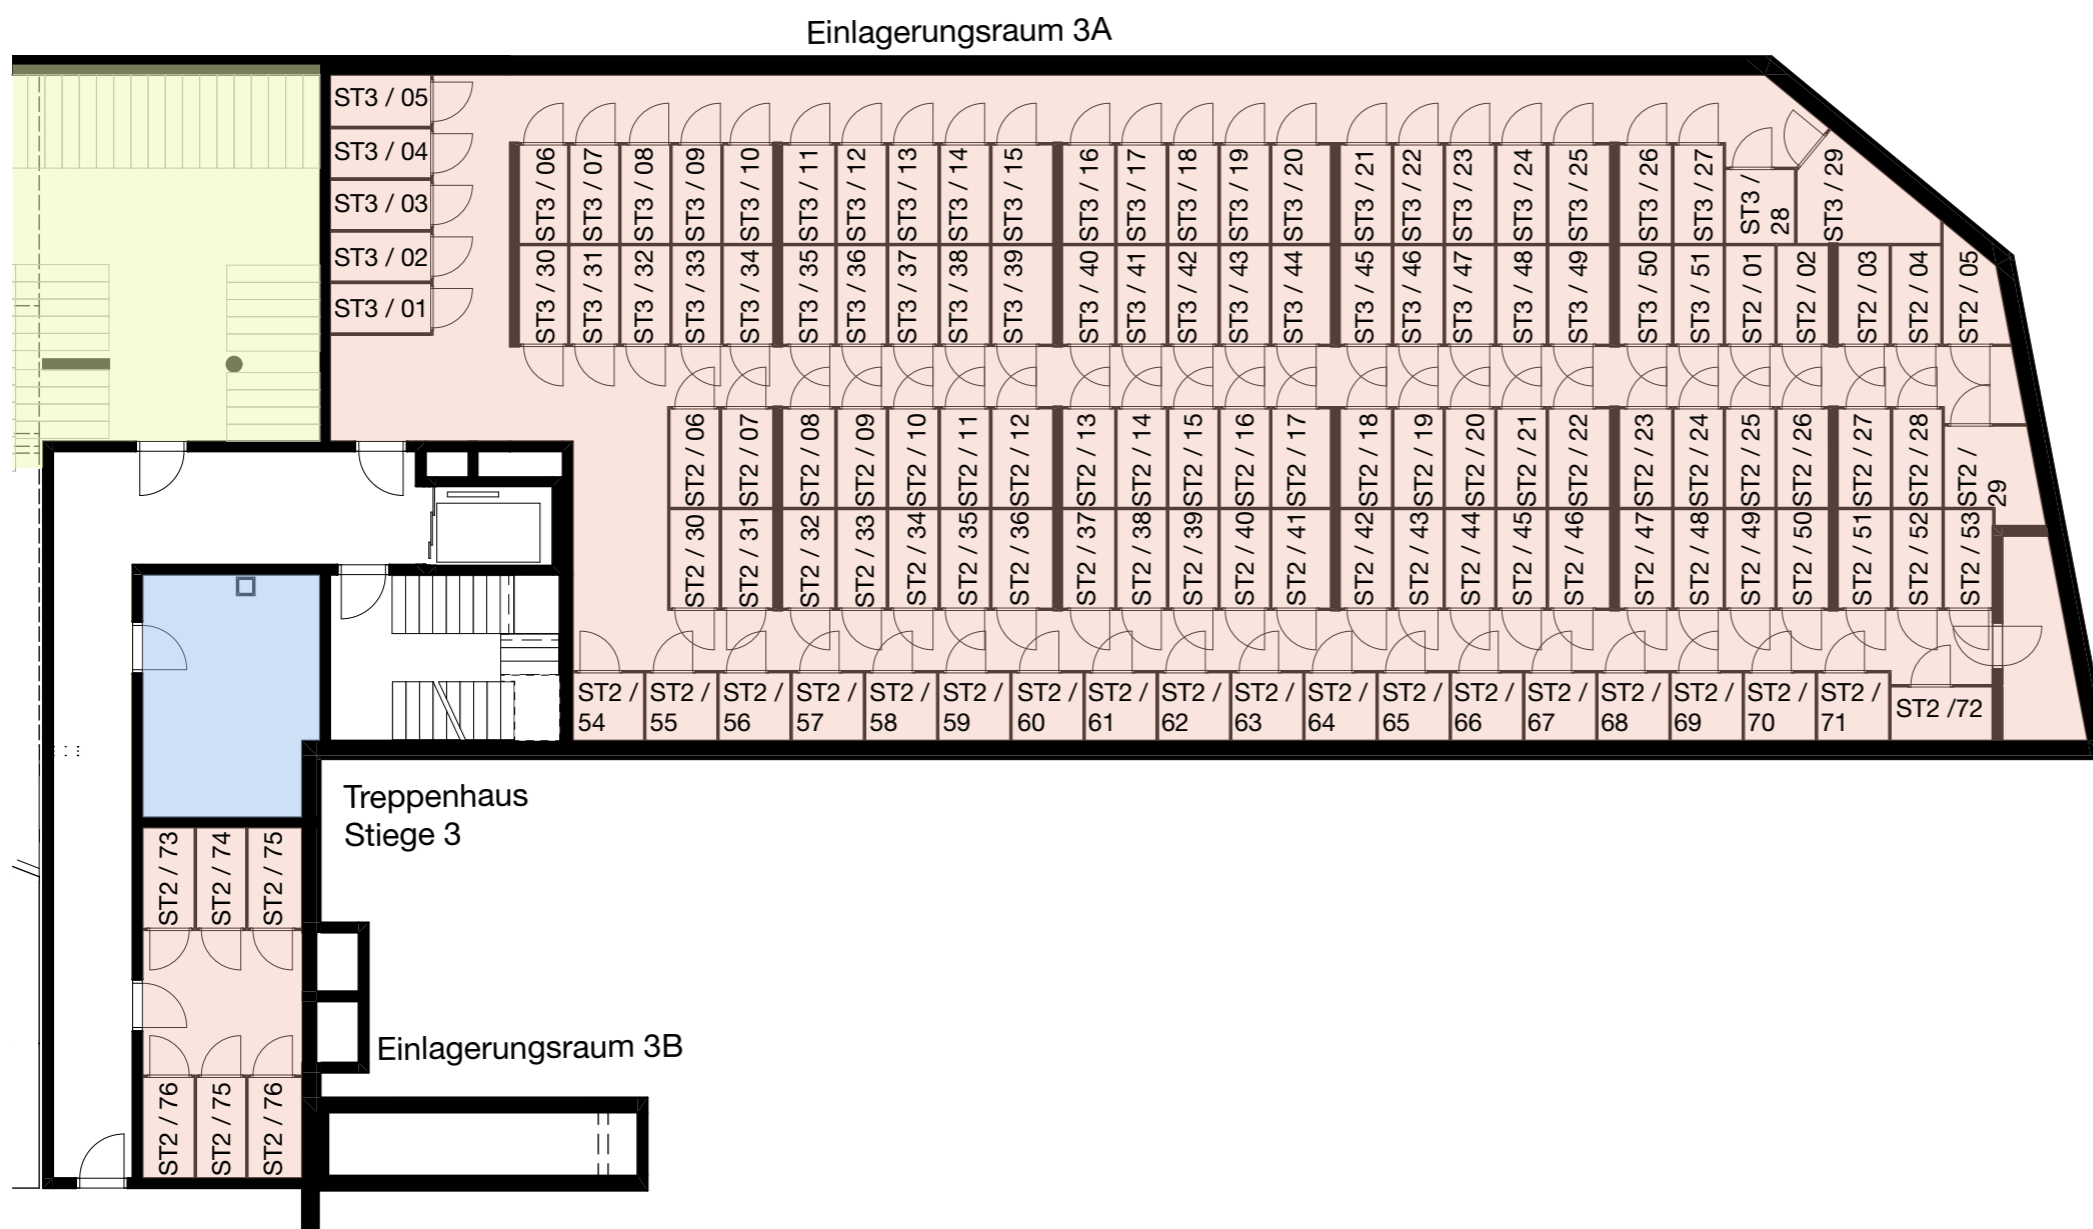 Einlagerungsraum 3A
ST3 / 05
ST3 / 04
ST3 / 03
ST3 / 02
ST3 / 01
ST3 / 06
ST3 / 07
ST3 / 08
ST3 / 09
ST3 / 10
ST3 / 11
ST3 / 12
ST3 / 13
ST3 / 14
ST3 / 15
ST3 / 16
ST3 / 17
ST3 / 18
ST3 / 19
ST3 / 20
ST3 / 21
ST3 / 22
ST3 / 23
ST3 / 24
ST3 / 25
ST3 / 26
ST3 / 27
ST3 /
28
ST3 / 29
ST3 / 30
ST3 / 31
ST3 / 32
ST3 / 33
ST3 / 34
ST3 / 35
ST3 / 36
ST3 / 37
ST3 / 38
ST3 / 39
ST3 / 40
ST3 / 41
ST3 / 42
ST3 / 43
ST3 / 44
ST3 / 45
ST3 / 46
ST3 / 47
ST3 / 48
ST3 / 49
ST3 / 50
ST3 / 51
ST2 / 01
ST2 / 02
ST2 / 03
ST2 / 04
ST2 / 05
ST2 / 06
ST2 / 07
ST2 / 08
ST2 / 09
ST2 / 10
ST2 / 11
ST2 / 12
ST2 / 13
ST2 / 14
ST2 / 15
ST2 / 16
ST2 / 17
ST2 / 18
ST2 / 19
ST2 / 20
ST2 / 21
ST2 / 22
ST2 / 23
ST2 / 24
ST2 / 25
ST2 / 26
ST2 / 27
ST2 / 28
ST2 /
29
ST2 / 30
ST2 / 31
ST2 / 32
ST2 / 33
ST2 / 34
ST2 / 35
ST2 / 36
ST2 / 37
ST2 / 38
ST2 / 39
ST2 / 40
ST2 / 41
ST2 / 42
ST2 / 43
ST2 / 44
ST2 / 45
ST2 / 46
ST2 / 47
ST2 / 48
ST2 / 49
ST2 / 50
ST2 / 51
ST2 / 52
ST2 / 53
ST2 /
54
ST2 /
55
ST2 /
56
ST2 /
57
ST2 /
58
ST2 /
59
ST2 /
60
ST2 /
61
ST2 /
62
ST2 /
63
ST2 /
64
ST2 /
65
ST2 /
66
ST2 /
67
ST2 /
68
ST2 /
69
ST2 /
70
ST2 /
71
ST2 /72
Treppenhaus
Stiege 3
ST2 / 73
ST2 / 74
ST2 / 75
Einlagerungsraum 3B
ST2 / 76
ST2 / 75
ST2 / 76